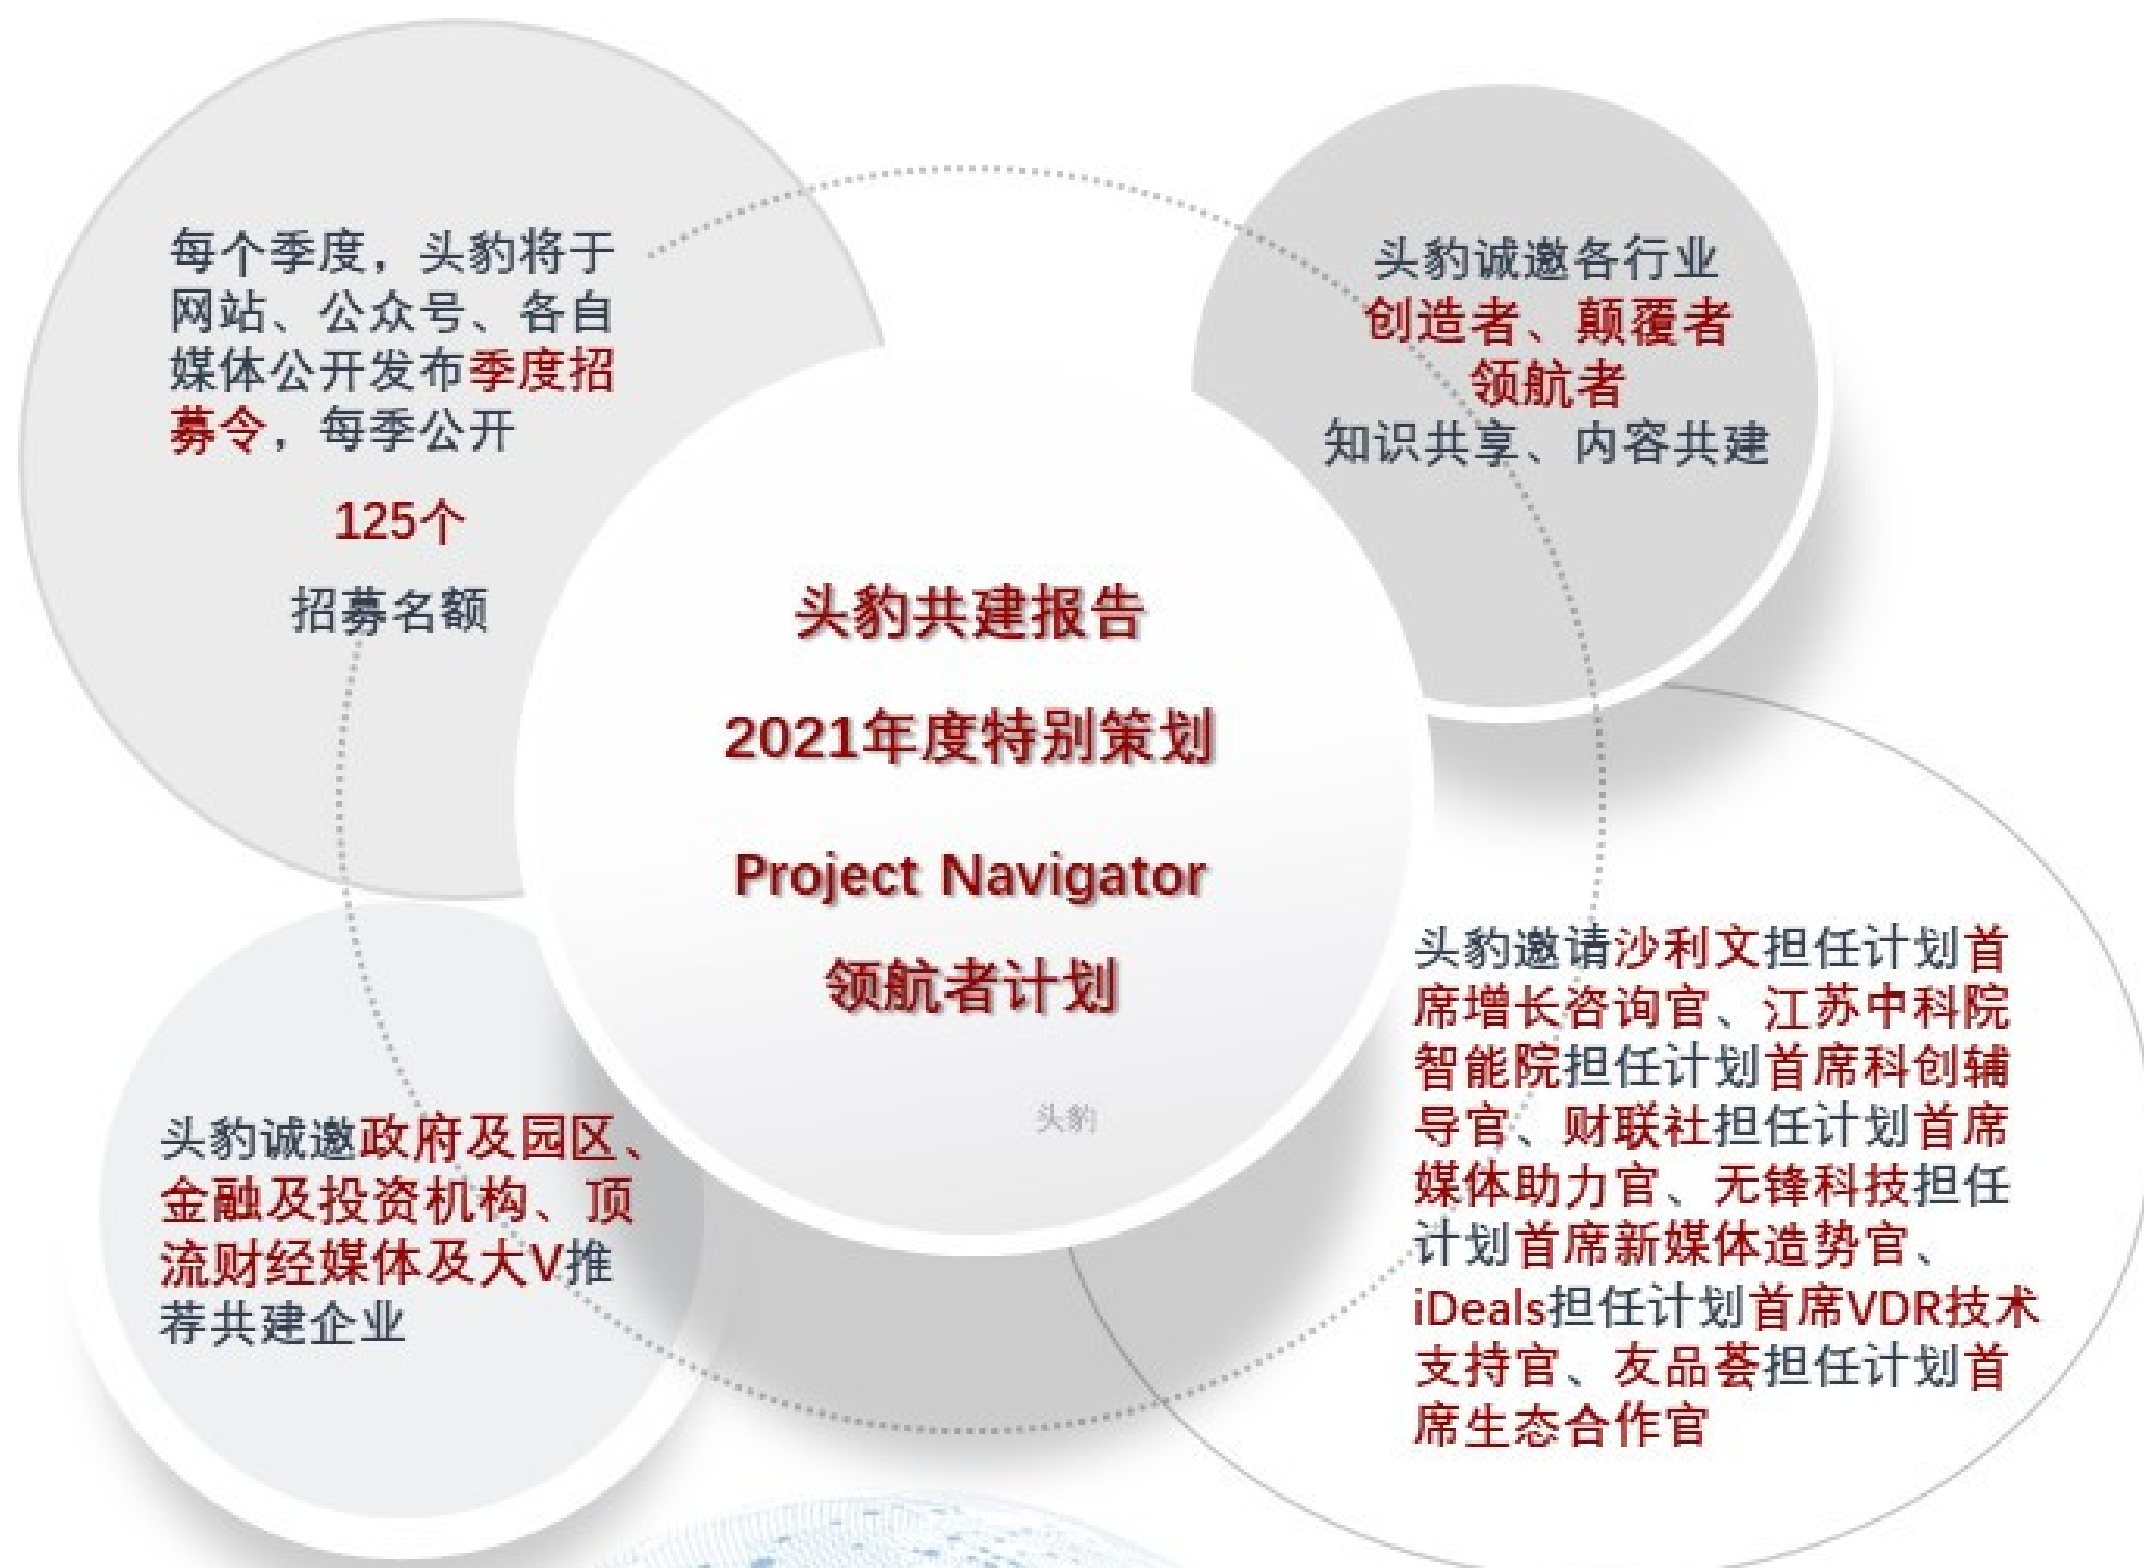 每个季度，头豹将于
网站、公众号、各自
媒体公开发布季度招
募令，每季公开
125个
招募名额
头豹诚邀各行业
创造者、颠覆者
领航者
知识共享、内容共建
头豹共建报告
2021年度特别策划
Project Navigator
领航者计划
头豹
头豹诚邀政府及园区、
金融及投资机构、顶
流财经媒体及大V推
荐共建企业
头豹邀请沙利文担任计划首
席增长咨询官、江苏中科院
智能院担任计划首席科创辅
导官、财联社担任计划首席
媒体助力官、无锋科技担任
计划首席新媒体造势官、
iDeals担任计划首席VDR技术
支持官、友品荟担任计划首
席生态合作官